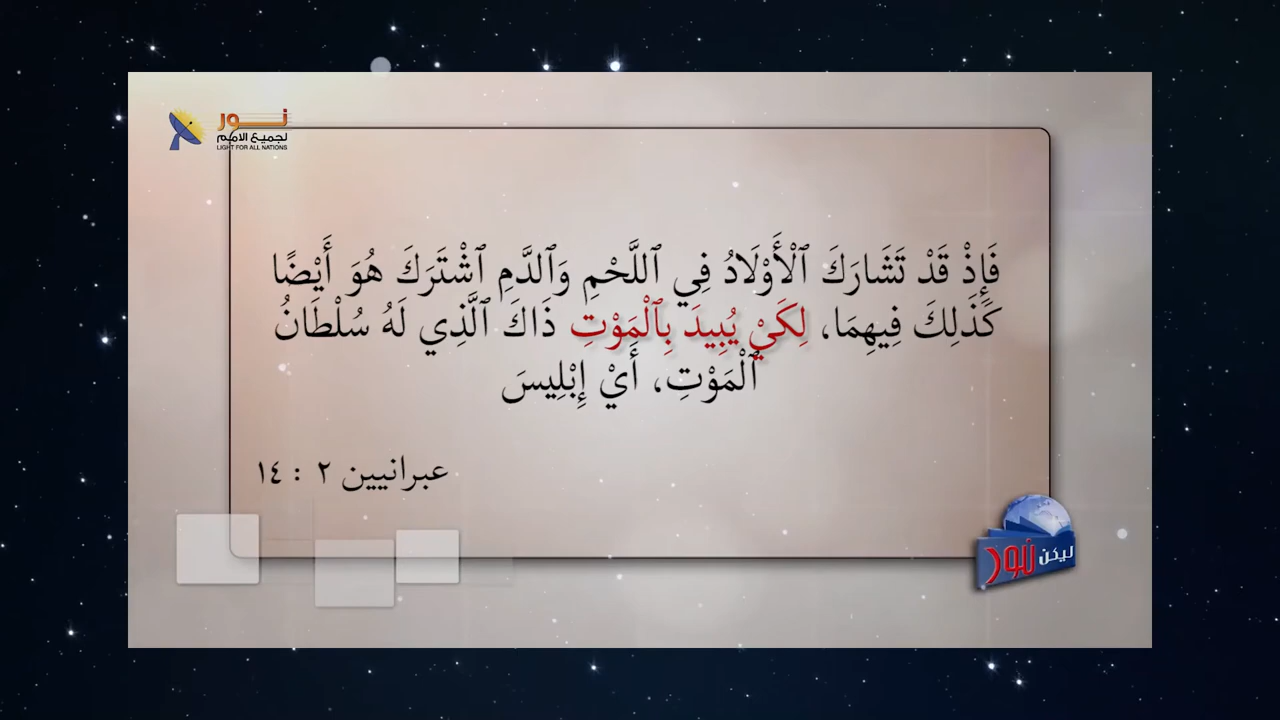 نور
لجميع الامم
LIGHT FOR ALL NATIONS
فَإِذْ قَدْ تَشَارَكَ ٱلْأَوْلَادُ فِي ٱللَّحْمِ وَٱلدَّمِ ٱشْتَرَكَ هُوَ أَيْضًا
كَذَلِكَ فِيهِمَا، لِكَيْ يُبِيدَ بِٱلْمَوْتِ ذَاكَ ٱلَّذِي لَهُ سُلْطَانُ
ٱلْمَوْتِ، أَيْ إِبْلِيسَ
عبرانيين ٢ : ١٤
ليكن نور